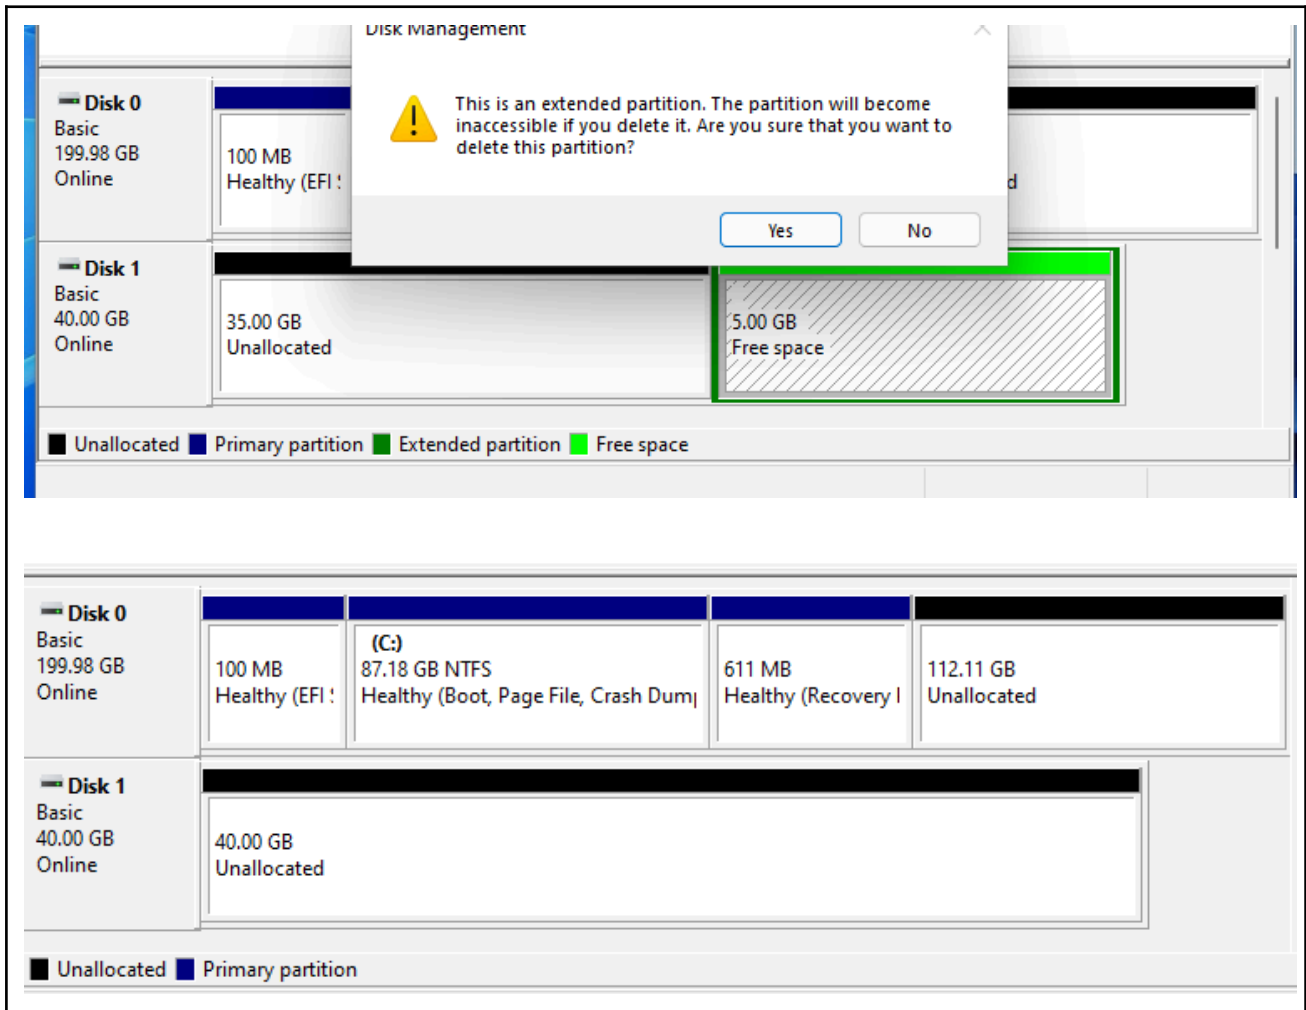 Disk Management
This is an extended partition. The partition will become
inaccessible if you delete it. Are you sure that you want to
delete this partition?
Yes No
Disk 0
Basic
199.98 GB
Online
100 MB
Healthy (EFI
d
Disk 1
Basic
40.00 GB
Online
35.00 GB
Unallocated
5.00 GB
Free space
Unallocated Primary partition Extended partition Free space
Disk 0
Basic
199.98 GB
Online
100 MB
Healthy (EFI
(C:)
87.18 GB NTFS
Healthy (Boot, Page File, Crash Dum
611 MB
Healthy (Recovery
112.11 GB
Unallocated
Disk 1
Basic
40.00 GB
Online
40.00 GB
Unallocated
Unallocated Primary partition